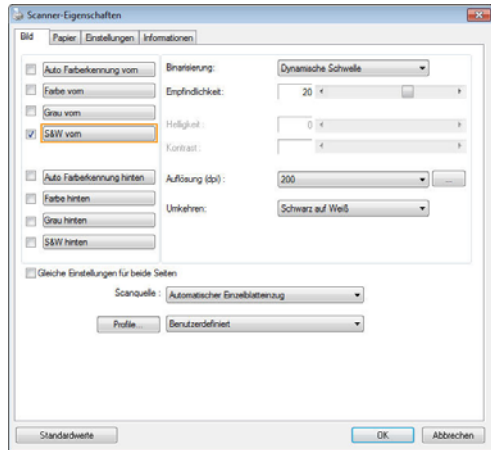 Scanner-Eigenschaften
Bild Papier Einstellungen Informationen
Auto Farberkennung vorn Binarisierung: Dynamische Schwelle
Farbe vorn Empfindlichkeit: 20
Grau vorn
S&W vorn Helligkeit : 0
Kontrast :
Auto Farberkennung hinten Auflösung (dpi) : 200 ...
Farbe hinten
Grau hinten Umkehren: Schwarz auf Weiß
S&W hinten
Gleiche Einstellungen für beide Seiten
Scanquelle : Automatischer Einzelblatteinzug
Profile... Benutzerdefiniert
Standardwerte OK Abbrechen